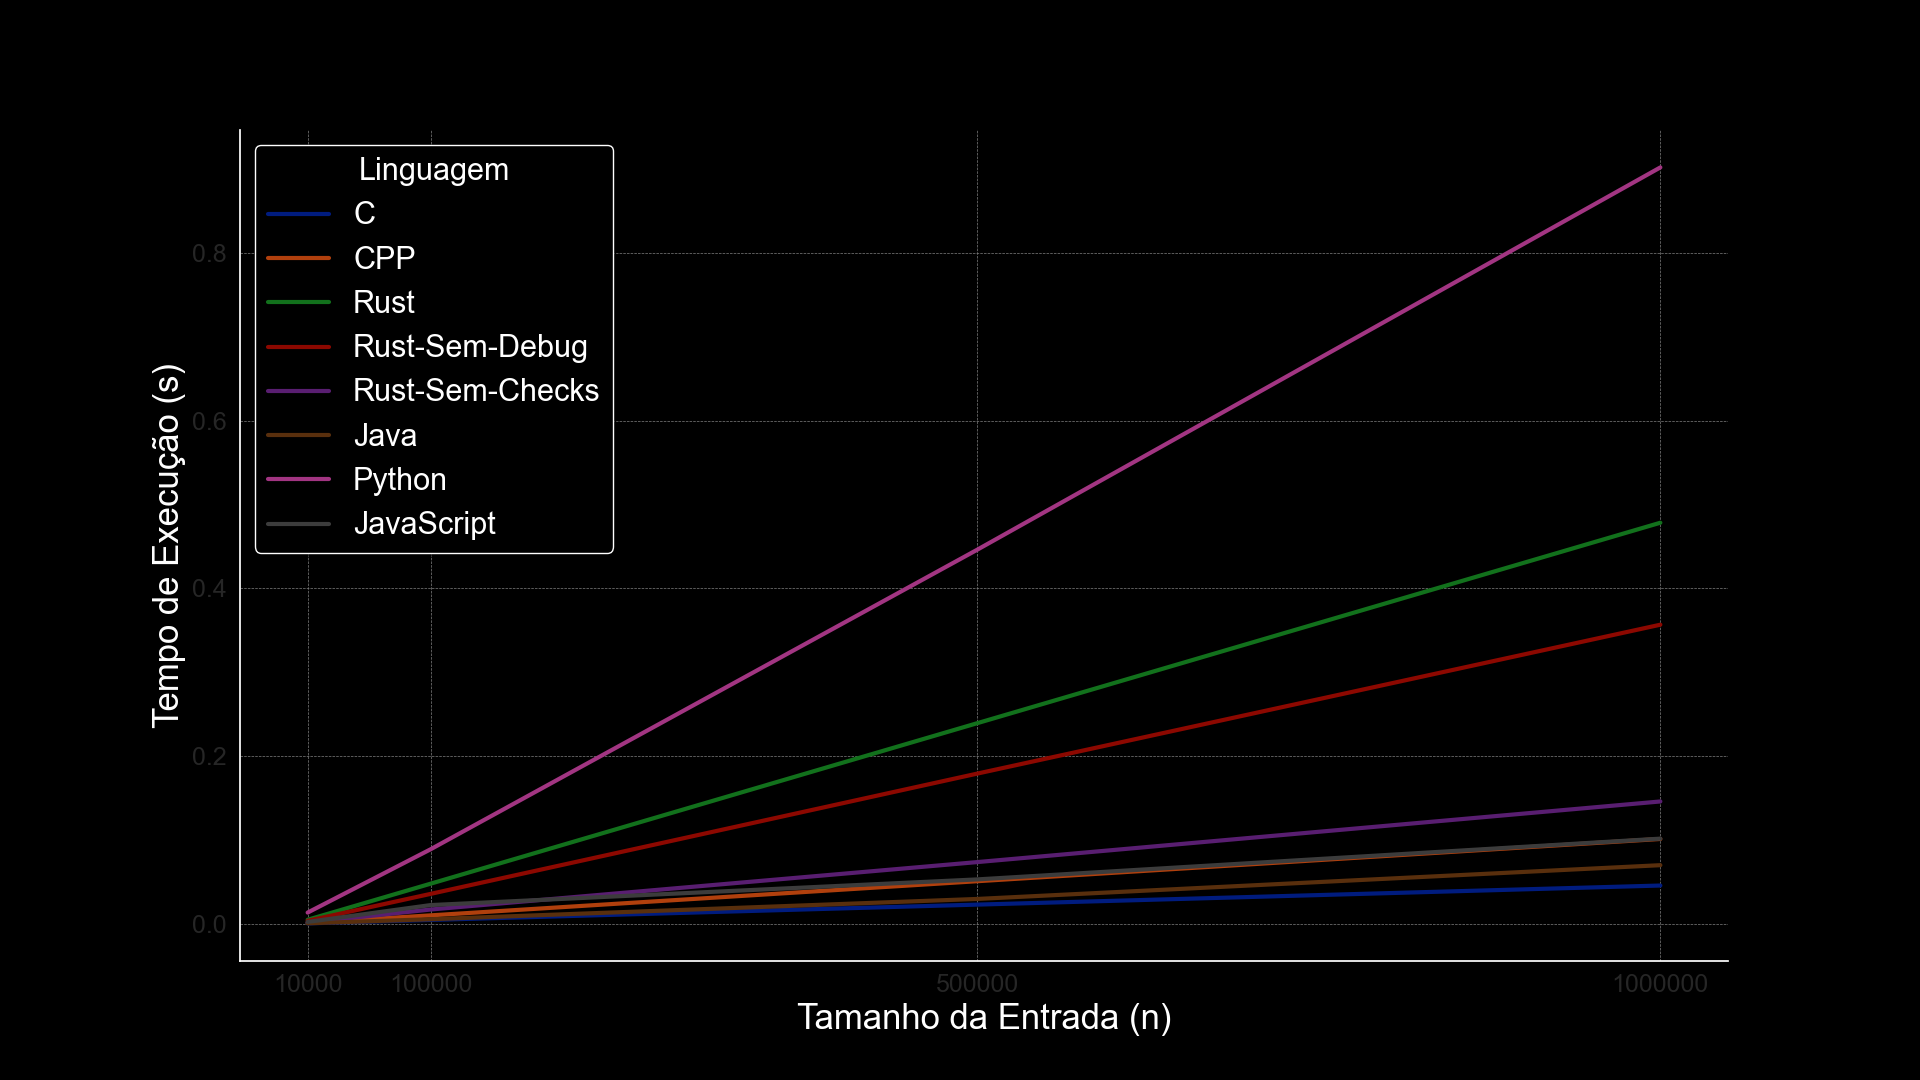 Linguagem
C
CPP
Rust
Rust-Sem-Debug
Rust-Sem-Checks
Java
Python
JavaScript
Tempo de Execução (s)
0.8
0.6
0.4
0.2
0.0
10000 100000 500000 1000000
Tamanho da Entrada (n)